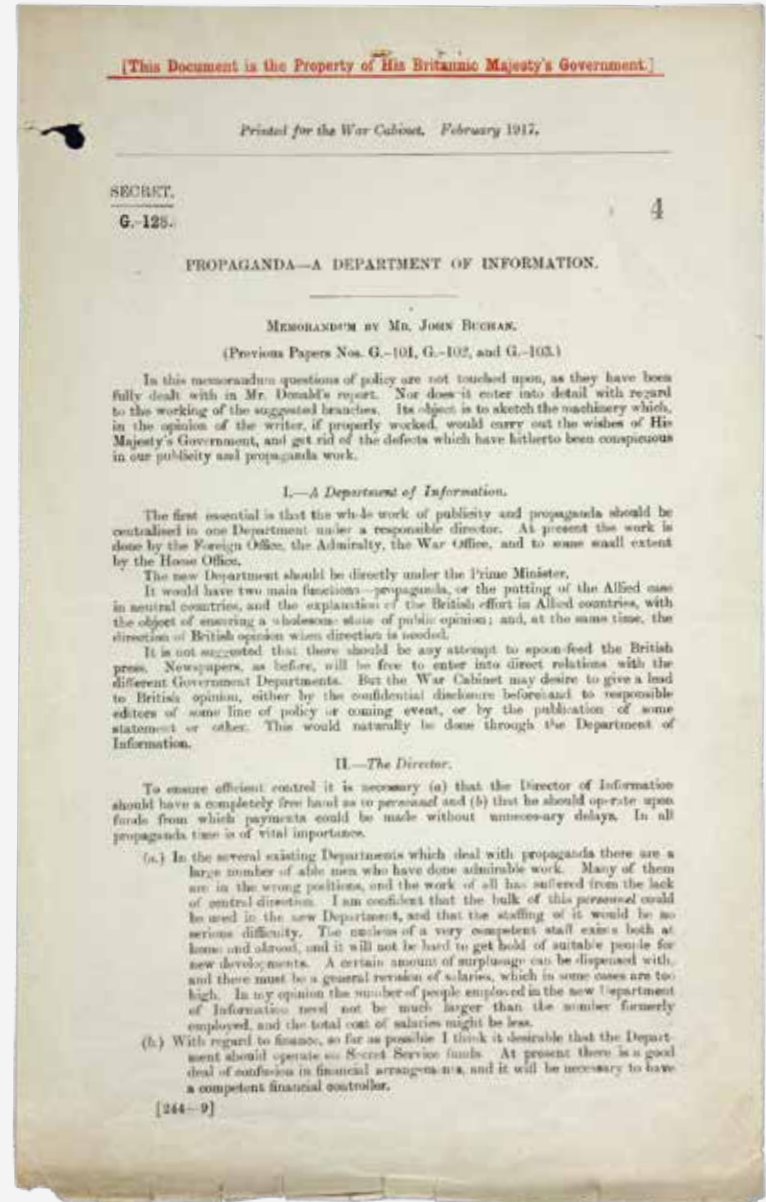 [This Document is the Property of His Britannic Majesty's Government.]
Printed for the War Cabinet. February 1917.
SECRET.
G.-128.
4
PROPAGANDA—A DEPARTMENT OF INFORMATION.
MEMORANDUM BY MR. JOHN BUCHAN.
(Previous Papers Nos. G.-101, G.-102, and G.-103.)
In this memorandum questions of policy are not touched upon, as they have been
fully dealt with in Mr. Donald's report. Nor does it enter into detail with regard
to the working of the suggested branches. Its object is to sketch the machinery which,
in the opinion of the writer, if properly worked, would carry out the wishes of His
Majesty's Government, and get rid of the defects which have hitherto been conspicuous
in our publicity and propaganda work.
I.—A Department of Information.
The first essential is that the whole work of publicity and propaganda should be
centralised in one Department under a responsible director. At present the work is
done by the Foreign Office, the Admiralty, the War Office, and to some small extent
by the Home Office.
The new Department should be directly under the Prime Minister.
It would have two main functions—propaganda, or the putting of the Allied case
in neutral countries, and the explanation of the British effort in Allied countries, with
the object of ensuring a wholesome state of public opinion; and, at the same time, the
direction of British opinion when direction is needed.
It is not suggested that there should be any attempt to spoon-feed the British
press. Newspapers, as before, will be free to enter into direct relations with the
different Government Departments. But the War Cabinet may desire to give a lead
to British opinion, either by the confidential disclosure beforehand to responsible
editors of some line of policy or coming event, or by the publication of some
statement or other. This would naturally be done through the Department of
Information.
II.—The Director.
To ensure efficient control it is necessary (a) that the Director of Information
should have a completely free hand as to personnel and (b) that he should operate upon
funds from which payments could be made without unnecessary delays. In all
propaganda time is of vital importance.
(a.) In the several existing Departments which deal with propaganda there are a
large number of able men who have done admirable work. Many of them
are in the wrong positions, and the work of all has suffered from the lack
of central direction. I am confident that the bulk of this personnel could
be used in the new Department, and that the staffing of it would be no
serious difficulty. The nucleus of a very competent staff exists both at
home and abroad, and it will not be hard to get hold of suitable people for
new developments. A certain amount of surplusage can be dispensed with,
and there must be a general revision of salaries, which in some cases are too
high. In my opinion the number of people employed in the new Department
of Information need not be much larger than the number formerly
employed, and the total cost of salaries might be less.
(b.) With regard to finance, so far as possible I think it desirable that the Depart-
ment should operate on Secret Service funds. At present there is a good
deal of confusion in financial arrangements, and it will be necessary to have
a competent financial controller.
[244—9]